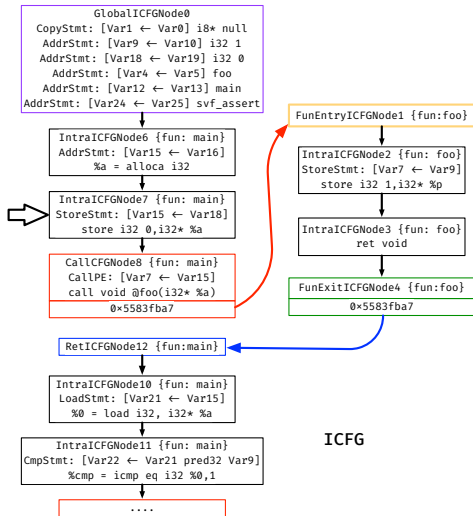 GlobalICFGNode0
CopyStmt: [Var1 ← Var0] i8* null
AddrStmt: [Var9 ← Var10] i32 1
AddrStmt: [Var18 ← Var19] i32 0
AddrStmt: [Var4 ← Var5] foo
AddrStmt: [Var12 ← Var13] main
AddrStmt: [Var24 ← Var25] svf_assert
IntraICFGNode6 {fun: main}
AddrStmt: [Var15 ← Var16]
%a = alloca i32
IntraICFGNode7 {fun: main}
StoreStmt: [Var15 ← Var18]
store i32 0,i32* %a
CallCFGNode8 {fun: main}
CallPE: [Var7 ← Var15]
call void @foo(i32* %a)
0×5583fba7
FunEntryICFGNode1 {fun:foo}
IntraICFGNode2 {fun: foo}
StoreStmt: [Var7 ← Var9]
store i32 1,i32* %p
IntraICFGNode3 {fun: foo}
ret void
FunExitICFGNode4 {fun:foo}
0×5583fba7
RetICFGNode12 {fun:main}
IntraICFGNode10 {fun: main}
LoadStmt: [Var21 ← Var15]
%0 = load i32, i32* %a
IntraICFGNode11 {fun: main}
CmpStmt: [Var22 ← Var21 pred32 Var9]
%cmp = icmp eq i32 %0,1
....
ICFG